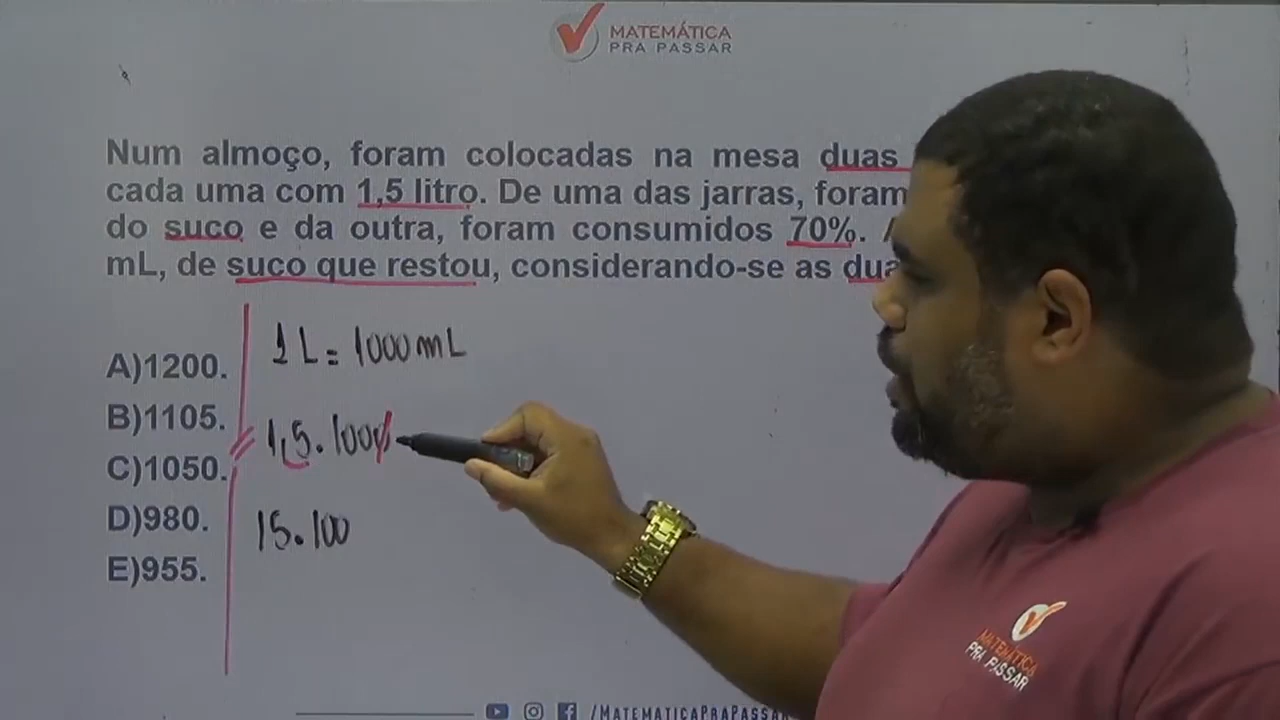 MATEMÁTICA
PRA PASSAR
Num almoço, foram colocadas na mesa duas
cada uma com 1,5 litro. De uma das jarras, foram
do suco e da outra, foram consumidos 70%. A
mL, de suco que restou, considerando-se as dua
A)1200.
B)1105.
C)1050.
D)980.
E)955.
1 L = 1000 mL
1,5 . 1000
15 . 100
MATEMÁTICA
PRA PASSAR
/MATEMATICAPRAPASSAR